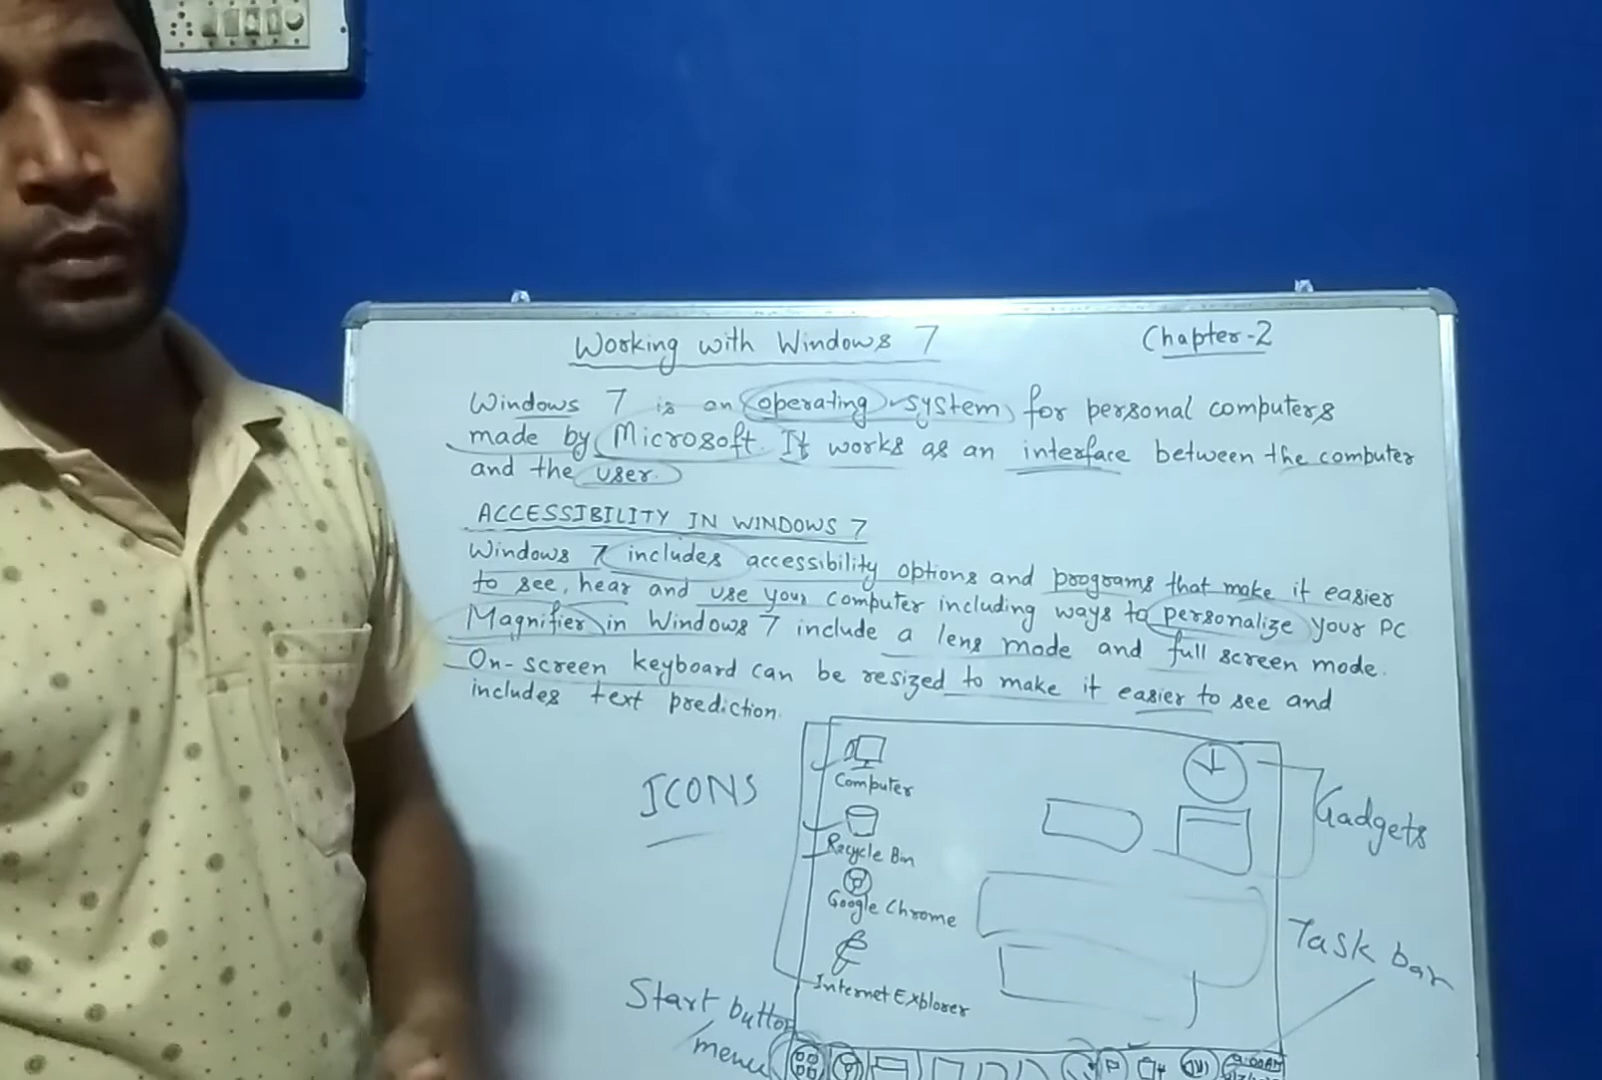 Working with Windows 7
Chapter-2
Windows 7 is an operating system for personal computers
made by Microsoft. It works as an interface between the computer
and the user.
ACCESSIBILITY IN WINDOWS 7
Windows 7 includes accessibility options and programs that make it easier
to see, hear and use your computer including ways to personalize your PC
Magnifier in Windows 7 include a lens mode and full screen mode.
On-screen keyboard can be resized to make it easier to see and
includes text prediction.
ICONS
Computer
Recycle Bin
Google Chrome
Internet Explorer
Gadgets
Task bar
Start button
menu